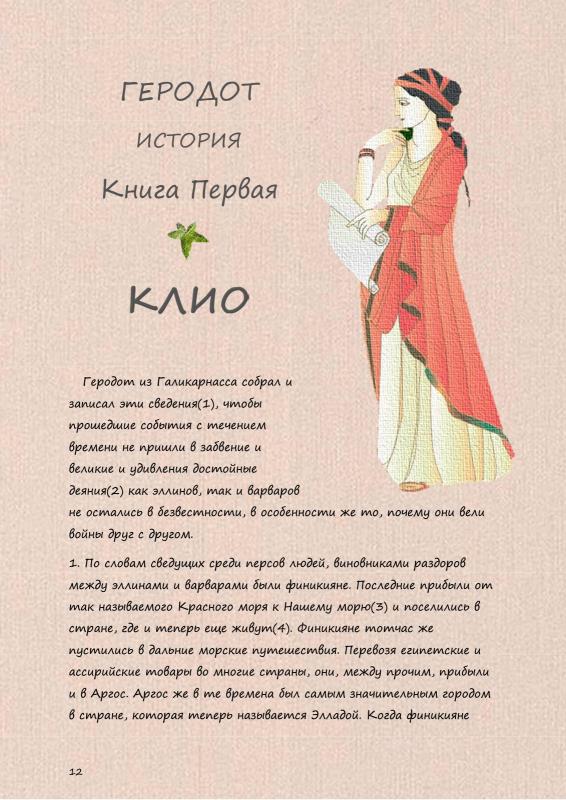 ГЕРОДОТ
ИСТОРИЯ
Книга Первая
КЛИО
Геродот из Галикарнасса собрал и
записал эти сведения(1), чтобы
прошедшие события с течением
времени не пришли в забвение и
великие и удивления достойные
деяния(2) как эллинов, так и варваров
не остались в безвестности, в особенности же то, почему они вели
войны друг с другом.
1. По словам сведущих среди персов людей, виновниками раздоров
между эллинами и варварами были финикияне. Последние прибыли от
так называемого Красного моря к Нашему морю(3) и поселились в
стране, где и теперь еще живут(4). Финикияне тотчас же
пустились в дальние морские путешествия. Перевозя египетские и
ассирийские товары во многие страны, они, между прочим, прибыли
и в Аргос. Аргос же в те времена был самым значительным городом
в стране, которая теперь называется Элладой. Когда финикияне
12